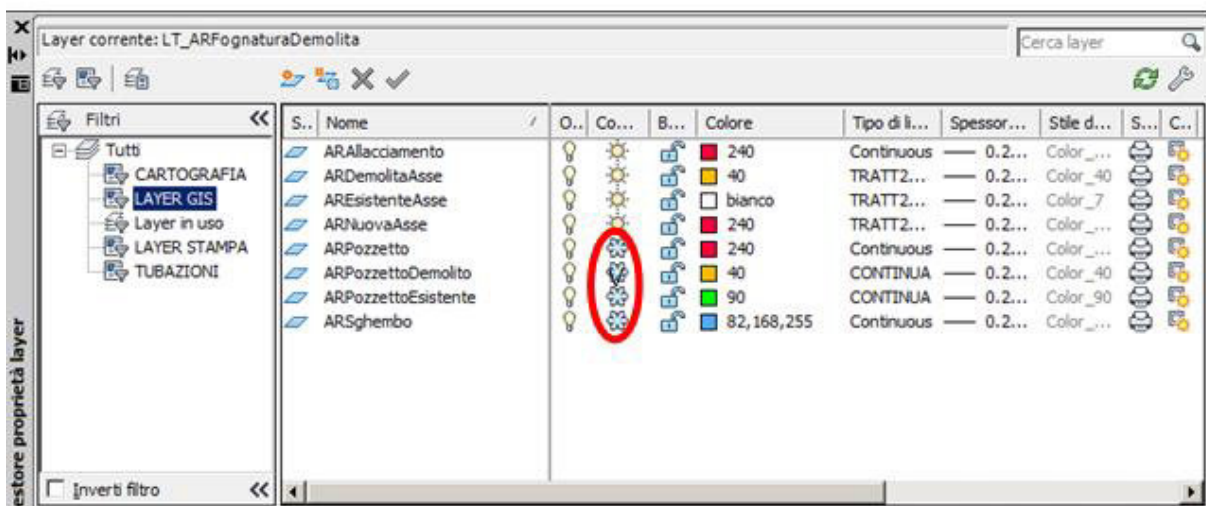 Layer corrente: LT_ARFognaturaDemolita
Cerca layer
Filtri
S.. Nome O.. Co... B... Colore Tipo di li... Spessor... Stile d... S... C..
Tutti
CARTOGRAFIA
LAYER GIS
Layer in uso
LAYER STAMPA
TUBAZIONI
ARAllacciamento 240 Continuous 0.2... Color_...
ARDemolitaAsse 40 TRATT2... 0.2... Color_40
AREsistenteAsse bianco TRATT2... 0.2... Color_7
ARNuovaAsse 240 TRATT2... 0.2... Color_...
ARPozzetto 240 Continuous 0.2... Color_...
ARPozzettoDemolito 40 CONTINUA 0.2... Color_40
ARPozzettoEsistente 90 CONTINUA 0.2... Color_90
ARSghembo 82,168,255 Continuous 0.2... Color_...
Inverti filtro
estore proprietà layer